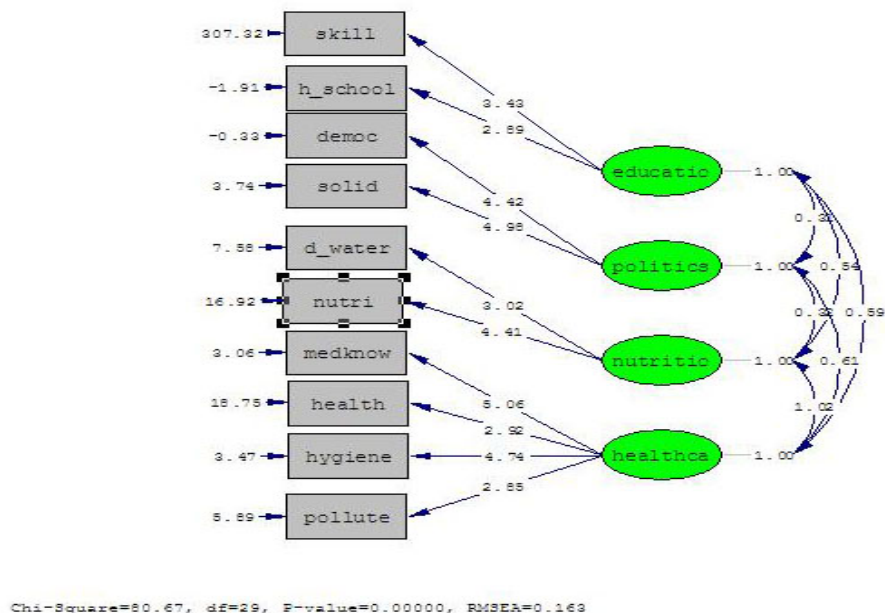 307.32 skill
-1.91 h_school
-0.33 democ
3.74 solid
7.58 d_water
16.92 nutri
3.06 medknow
18.75 health
3.47 hygiene
5.89 pollute
3.43
2.89
4.42
4.98
3.02
4.41
5.06
2.92
4.74
2.85
educatio 1.00
politics 1.00
nutritio 1.00
healthca 1.00
0.54
0.59
0.61
1.02
Chi-Square=80.67, df=29, P-value=0.00000, RMSEA=0.163